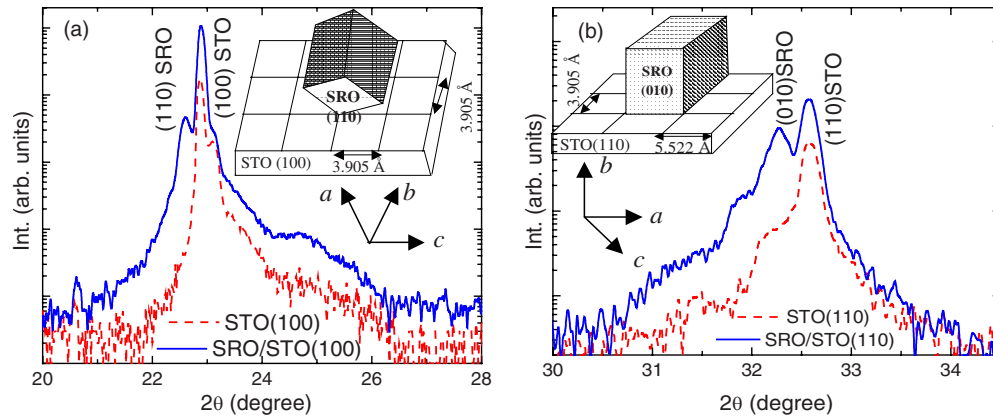 (a)
(110) SRO
(100) STO
SRO
(110)
STO (100)
3.905 Å
3.905 Å
a
b
c
STO(100)
SRO/STO(100)
Int. (arb. units)
20 22 24 26 28
2θ (degree)
(b)
SRO
(010)
3.905 Å
STO(110)
5.522 Å
(010)SRO
(110)STO
b
a
c
STO(110)
SRO/STO(110)
Int. (arb. units)
30 31 32 33 34
2θ (degree)